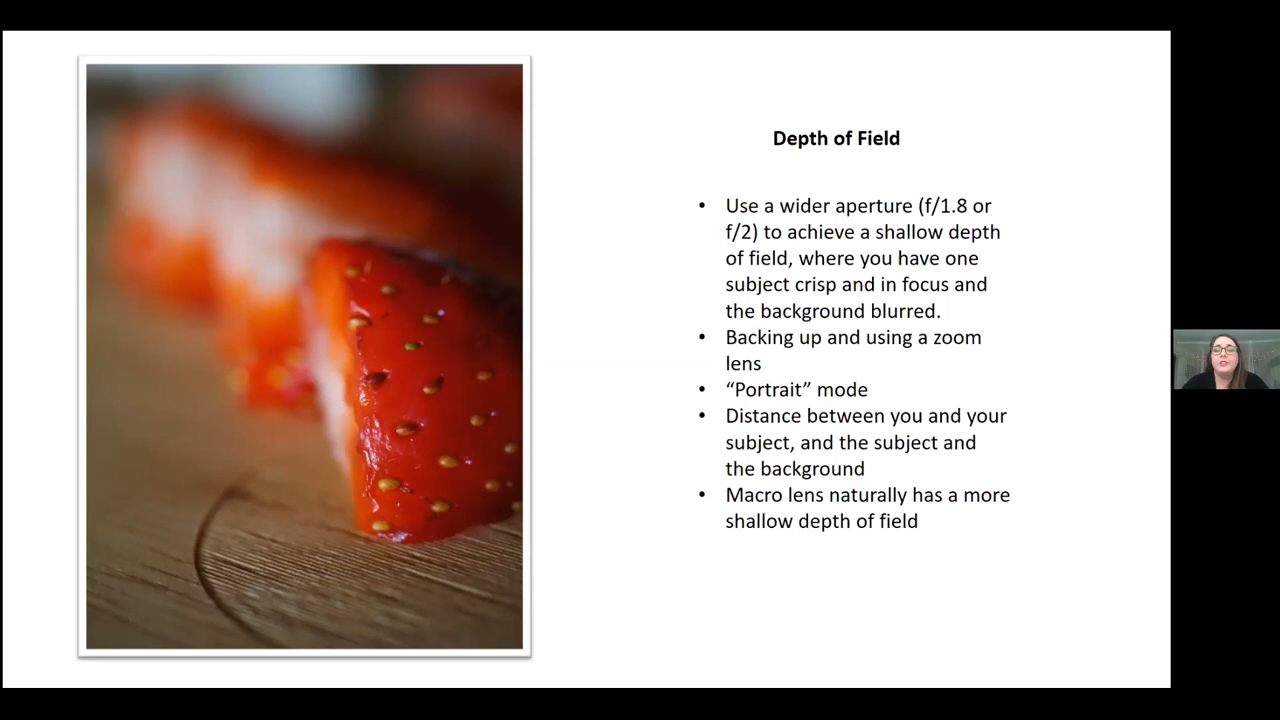 Depth of Field
• Use a wider aperture (f/1.8 or
f/2) to achieve a shallow depth
of field, where you have one
subject crisp and in focus and
the background blurred.
• Backing up and using a zoom
lens
• “Portrait” mode
• Distance between you and your
subject, and the subject and
the background
• Macro lens naturally has a more
shallow depth of field